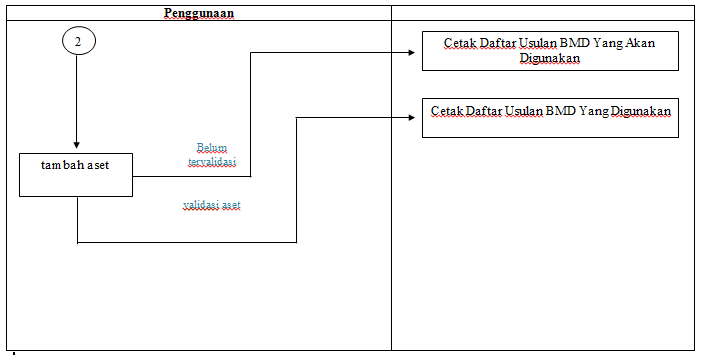 Penggunaan
2
Cetak Daftar Usulan BMD Yang Akan
Digunakan
Cetak Daftar Usulan BMD Yang Digunakan
Belum
tervalidasi
tambah aset
validasi aset